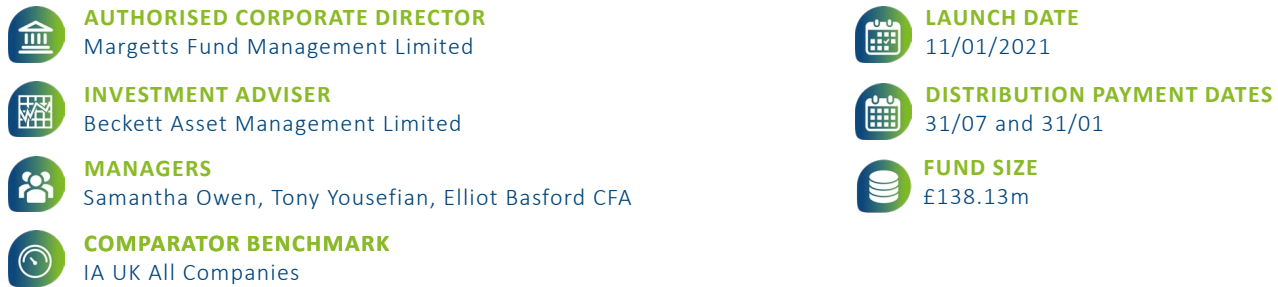 AUTHORISED CORPORATE DIRECTOR
Margetts Fund Management Limited
INVESTMENT ADVISER
Beckett Asset Management Limited
MANAGERS
Samantha Owen, Tony Yousefian, Elliot Basford CFA
COMPARATOR BENCHMARK
IA UK All Companies
LAUNCH DATE
11/01/2021
DISTRIBUTION PAYMENT DATES
31/07 and 31/01
FUND SIZE
£138.13m